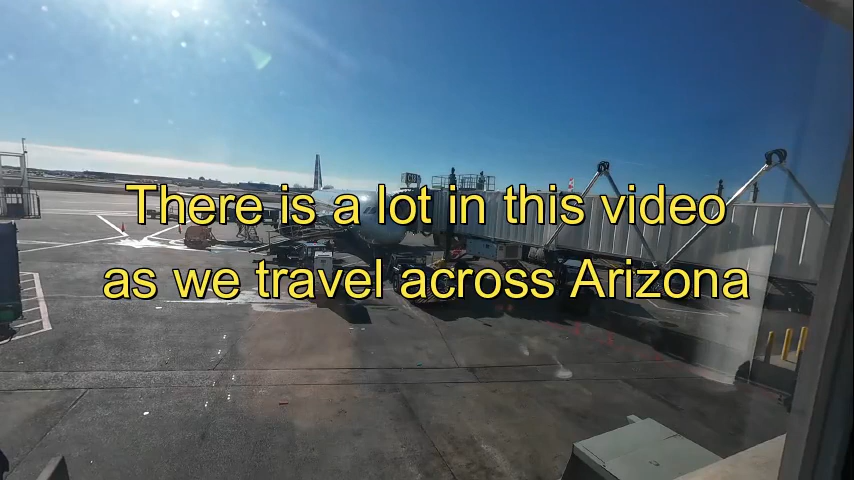 There is a lot in this video
as we travel across Arizona